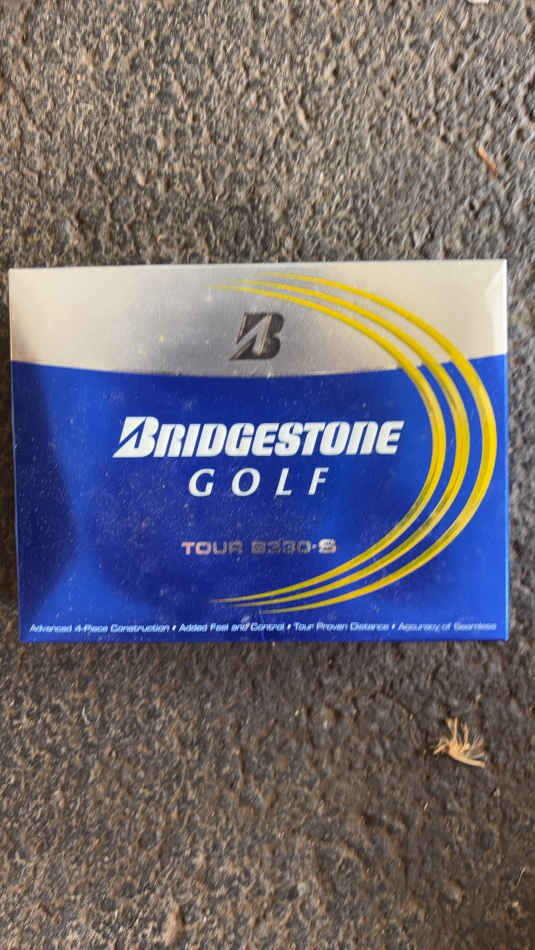 B
BRIDGESTONE
GOLF
TOUR B330-S
Advanced 4-Piece Construction • Added Feel and Control • Tour Proven Distance • Accuracy of Seamless